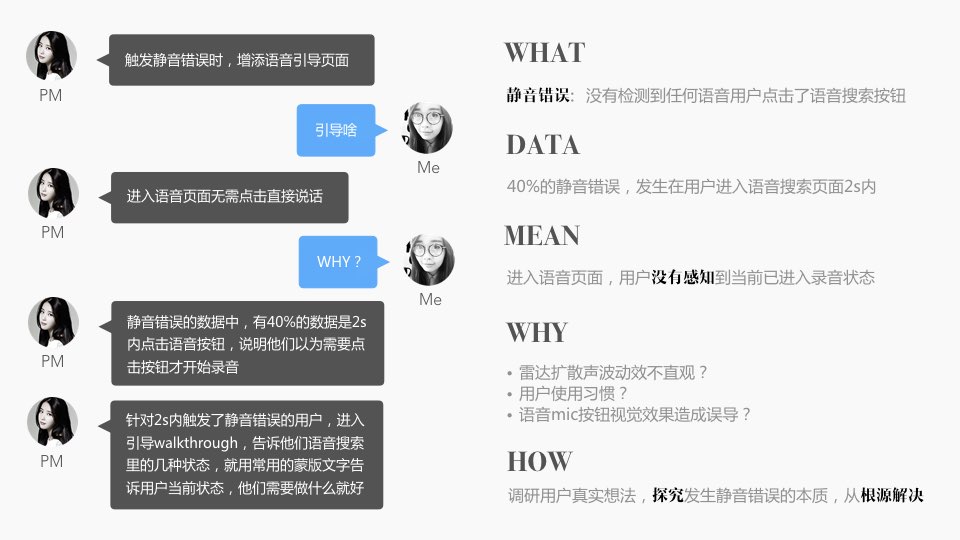 触发静音错误时，增添语音引导页面
PM
引导啥
Me
进入语音页面无需点击直接说话
PM
WHY？
Me
静音错误的数据中，有40%的数据是2s
内点击语音按钮，说明他们以为需要点
击按钮才开始录音
PM
针对2s内触发了静音错误的用户，进入
引导walkthrough，告诉他们语音搜索
里的几种状态，就用常用的蒙版文字告
诉用户当前状态，他们需要做什么就好
PM
WHAT
静音错误：没有检测到任何语音用户点击了语音搜索按钮
DATA
40%的静音错误，发生在用户进入语音搜索页面2s内
MEAN
进入语音页面，用户没有感知到当前已进入录音状态
WHY
• 雷达扩散声波动效不直观？
• 用户使用习惯？
• 语音mic按钮视觉效果造成误导？
HOW
调研用户真实想法，探究发生静音错误的本质，从根源解决